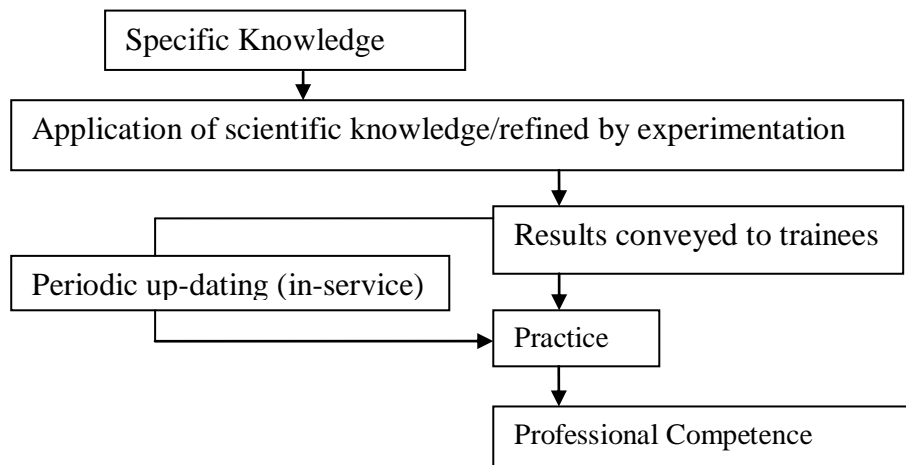 Specific Knowledge
Application of scientific knowledge/refined by experimentation
Results conveyed to trainees
Periodic up-dating (in-service)
Practice
Professional Competence